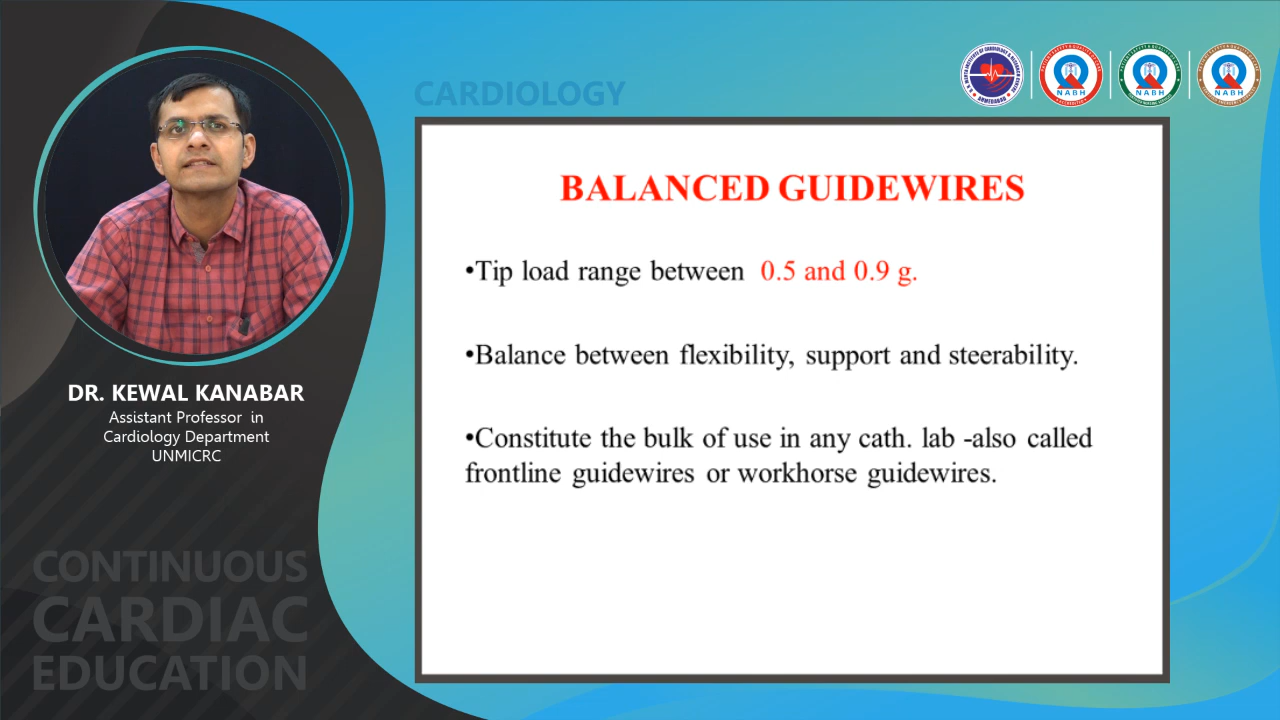 CARDIOLOGY
NABH
NABH
NABH
BALANCED GUIDEWIRES
•Tip load range between 0.5 and 0.9 g.
•Balance between flexibility, support and steerability.
•Constitute the bulk of use in any cath. lab -also called
frontline guidewires or workhorse guidewires.
DR. KEWAL KANABAR
Assistant Professor in
Cardiology Department
UNMICRC
CONTINUOUS
CARDIAC
EDUCATION